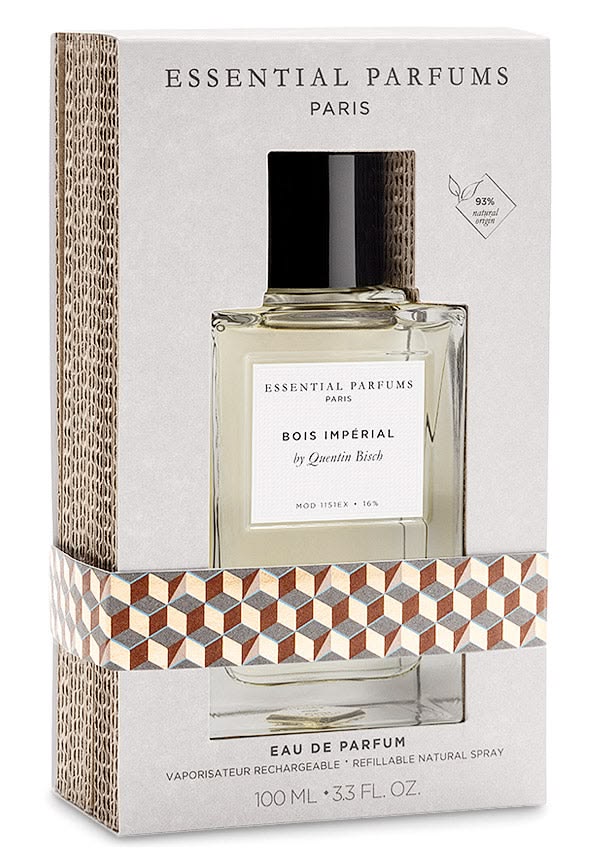 ESSENTIAL PARFUMS
PARIS
93%
natural
origin
ESSENTIAL PARFUMS
PARIS
BOIS IMPÉRIAL
by Quentin Bisch
MOD 1151EX • 16%
EAU DE PARFUM
VAPORISATEUR RECHARGEABLE • REFILLABLE NATURAL SPRAY
100 ML • 3.3 FL. OZ.